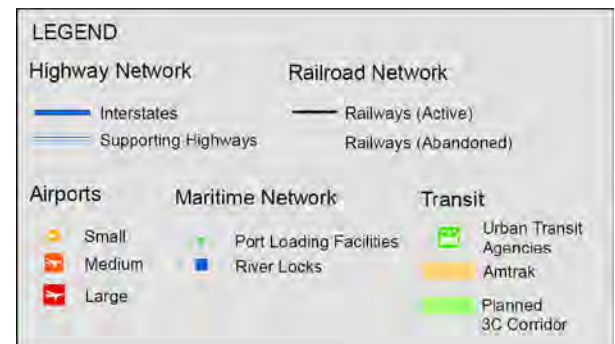 LEGEND
Highway Network
Railroad Network
Interstates
Railways (Active)
Supporting Highways
Railways (Abandoned)
Airports
Maritime Network
Transit
Small
Port Loading Facilities
Urban Transit
Agencies
Medium
River Locks
Amtrak
Large
Planned
3C Corridor